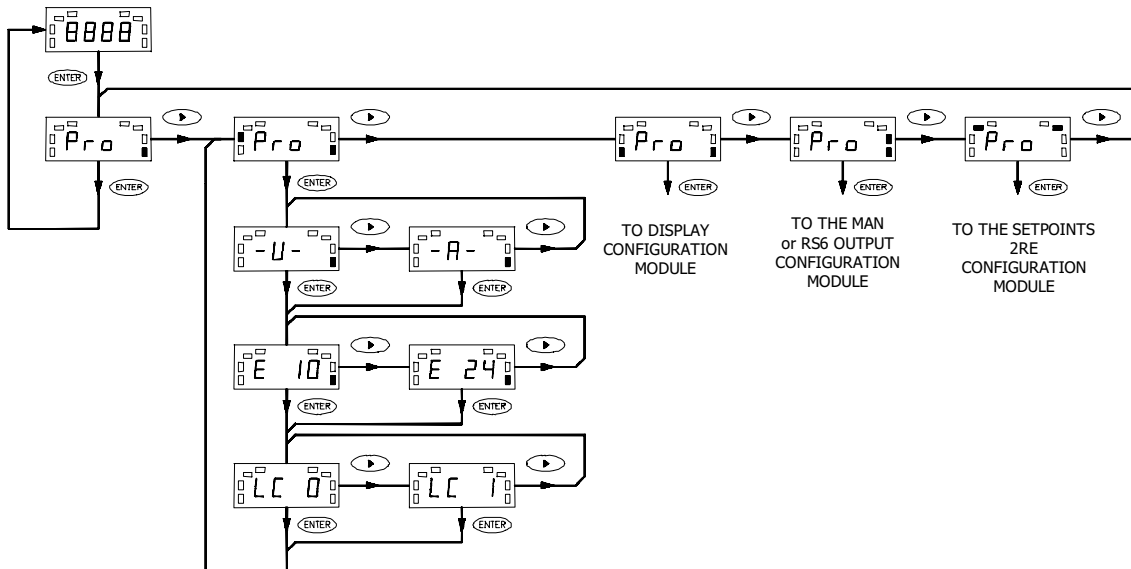 8888
ENTER
Pro
Pro
Pro
Pro
Pro
ENTER
ENTER
ENTER
ENTER
ENTER
TO DISPLAY
CONFIGURATION
MODULE
TO THE MAN
or RS6 OUTPUT
CONFIGURATION
MODULE
TO THE SETPOINTS
2RE
CONFIGURATION
MODULE
-U-
-A-
ENTER
ENTER
E 10
E 24
ENTER
ENTER
LC 0
LC 1
ENTER
ENTER